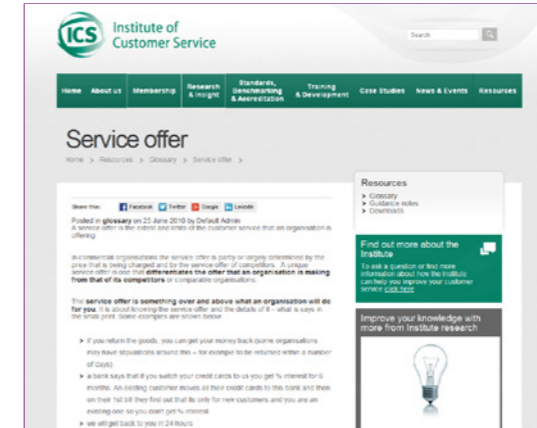 ICS
Institute of
Customer Service
Search
Home About us Membership Research & Insight Standards, Benchmarking & Accreditation Training & Development Case Studies News & Events Resources
Service offer
Home > Resources > Glossary > Service offer >
Share this: Facebook Twitter Google LinkedIn
Posted in glossary on 25 June 2010 by Default Admin
A service offer is the extent and limits of the customer service that an organisation is
offering.
In commercial organisations the service offer is partly or largely determined by the
price that is being charged and by the service offer of competitors. A unique
service offer is one that differentiates the offer that an organisation is making
from that of its competitors or comparable organisations.
The service offer is something over and above what an organisation will do
for you. It is about knowing the service offer and the details of it – what is says in
the small print. Some examples are shown below
if you return the goods, you can get your money back (some organisations
may have stipulations around this – for example to be returned within a number
of days)
a bank says that if you switch your credit cards to us you get % interest for 6
months. An existing customer moves all their credit cards to this bank and then
on their 1st bill they find out that its only for new customers and you are an
existing one so you don't get % interest
we will get back to you in 24 hours
Resources
> Glossary
> Guidance notes
> Downloads
Find out more about the
Institute
To ask a question or find more
information about how the Institute
can help you improve your customer
service click here
Improve your knowledge with
more from Institute research